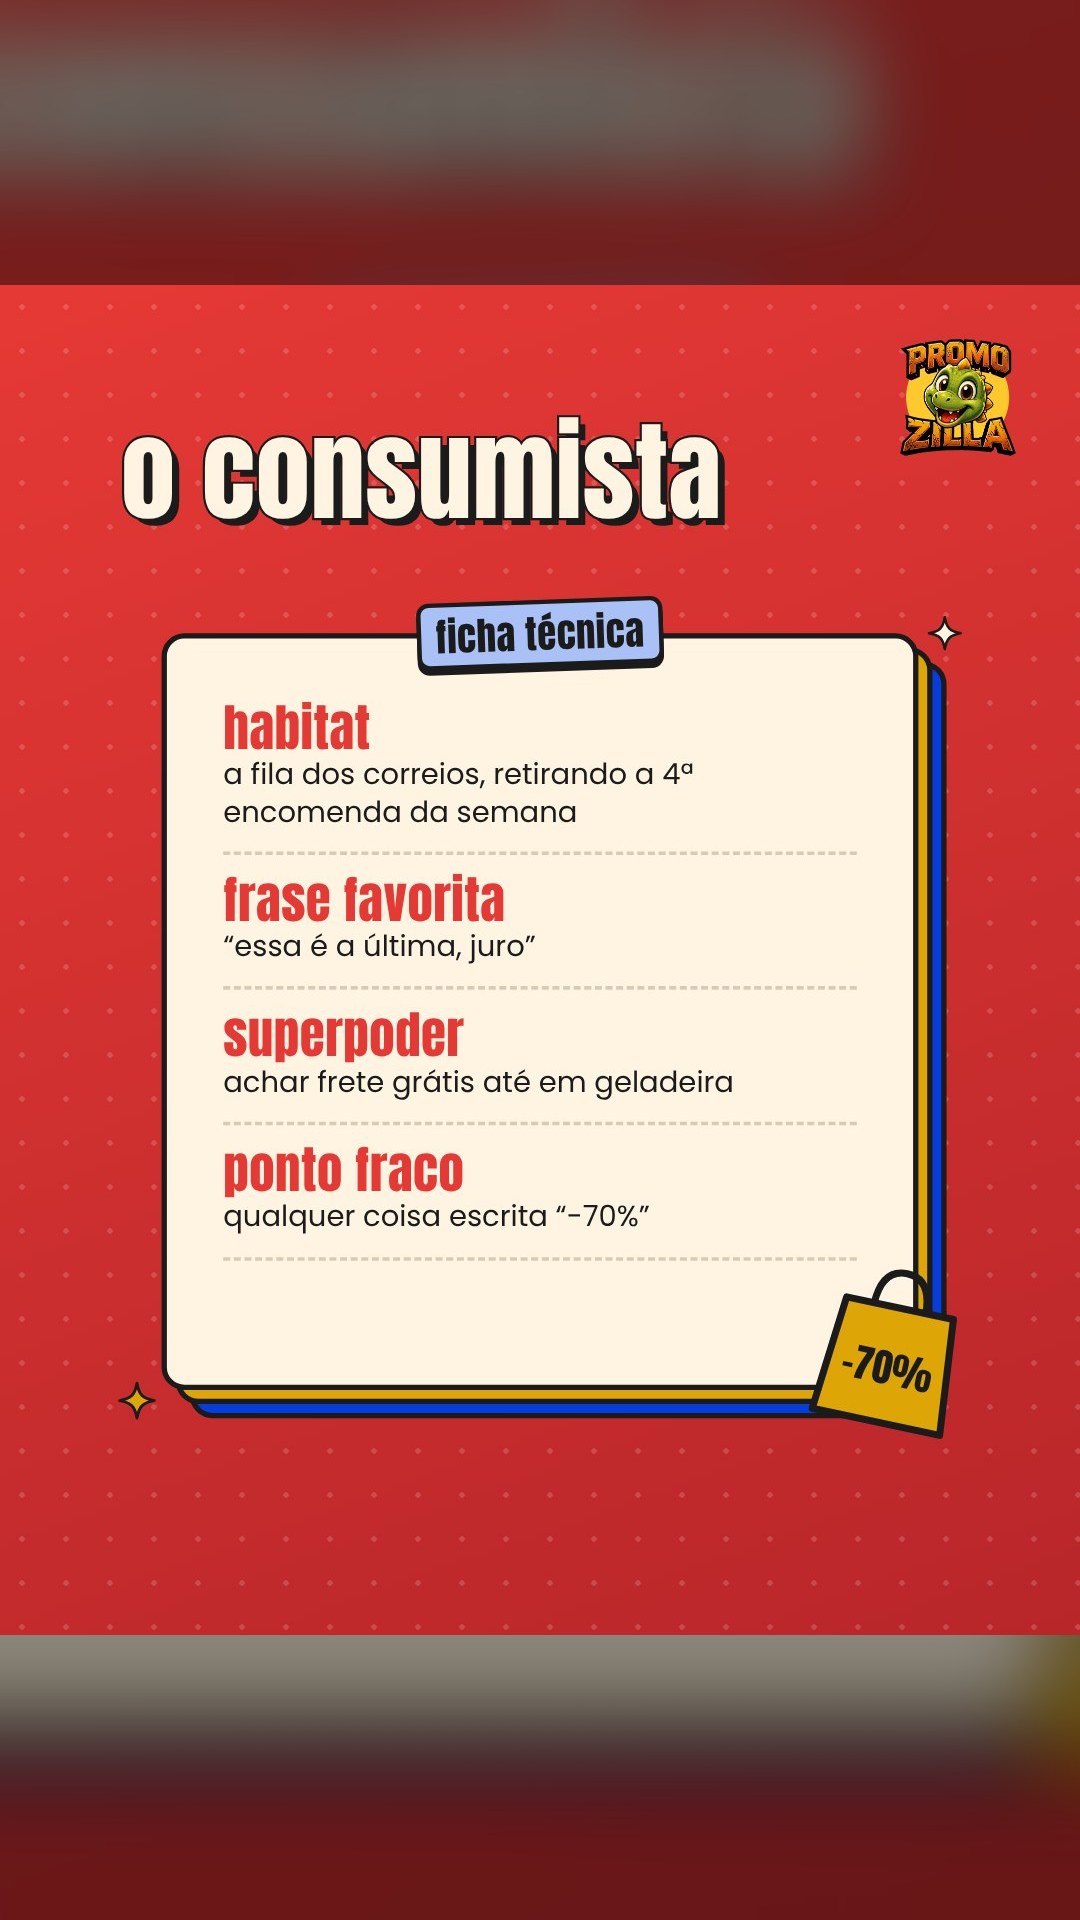 PROMO
ZILLA
o consumista
ficha técnica
habitat
a fila dos correios, retirando a 4ª
encomenda da semana
frase favorita
“essa é a última, juro”
superpoder
achar frete grátis até em geladeira
ponto fraco
qualquer coisa escrita “-70%”
-70%